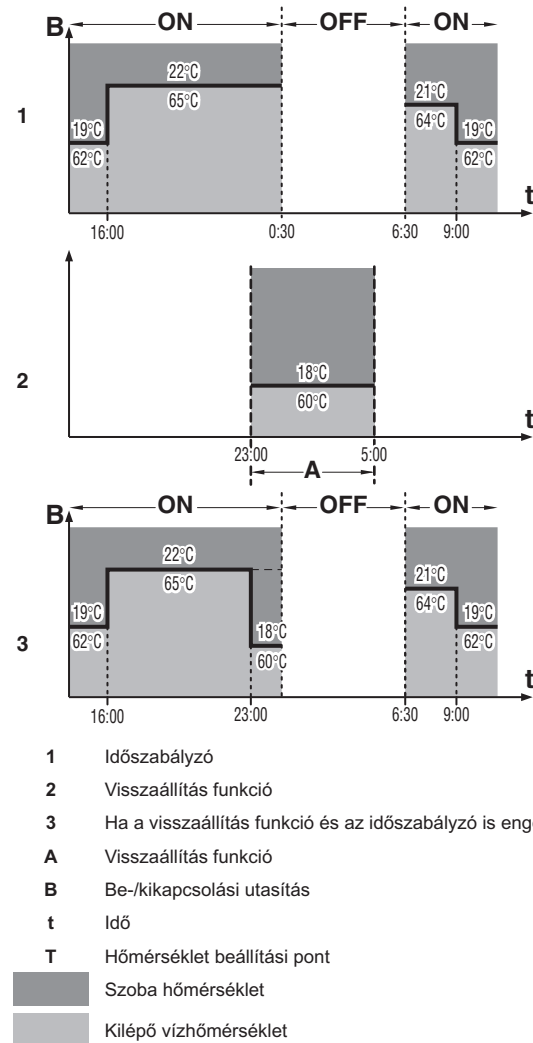 B ON OFF ON
22°C
65°C
21°C
64°C
19°C
62°C
19°C
62°C
1
t
16:00 0:30 6:30 9:00
18°C
60°C
2
t
23:00 5:00
A
B ON OFF ON
22°C
65°C
21°C
64°C
19°C
62°C
18°C
60°C
19°C
62°C
3
t
16:00 23:00 6:30 9:00
1 Időszabályzó
2 Visszaállítás funkció
3 Ha a visszaállítás funkció és az időszabályzó is
A Visszaállítás funkció
B Be-/kikapcsolási utasítás
t Idő
T Hőmérséklet beállítási pont
Szoba hőmérséklet
Kilépő vízhőmérséklet